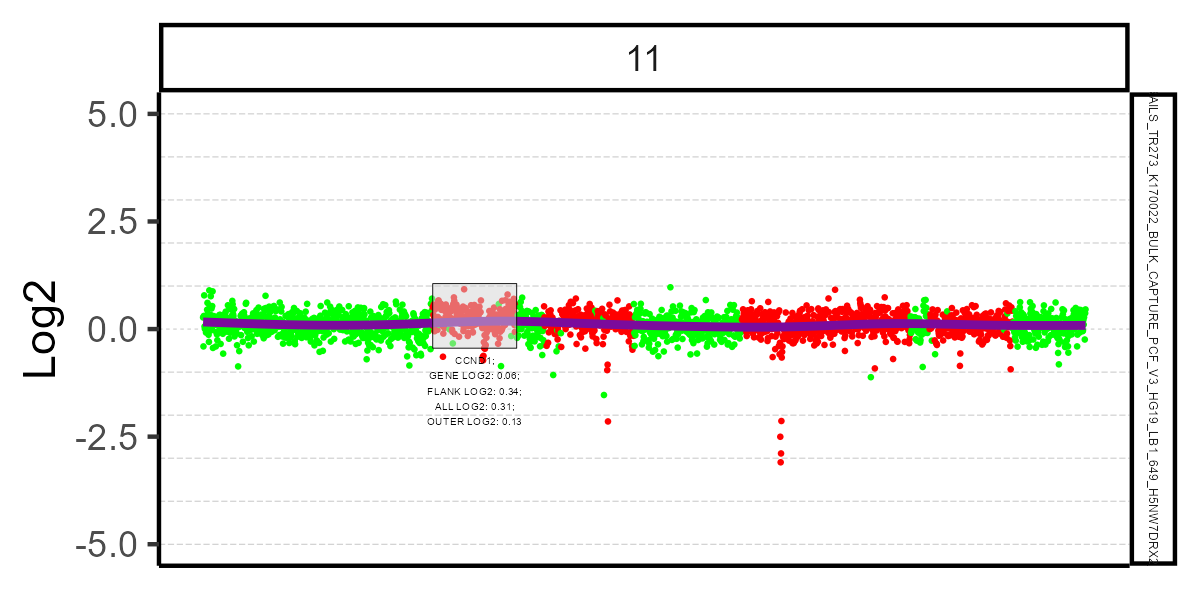 11
5.0
2.5
0.0
-2.5
-5.0
Log2
CCND1;
GENE LOG2: 0.06;
FLANK LOG2: 0.34;
ALL LOG2: 0.31;
OUTER LOG2: 0.13
AILS_TR273_K170022_BULK_CAPTURE_PCF_V3_HG19_LB1_649_H5NW7DRX2